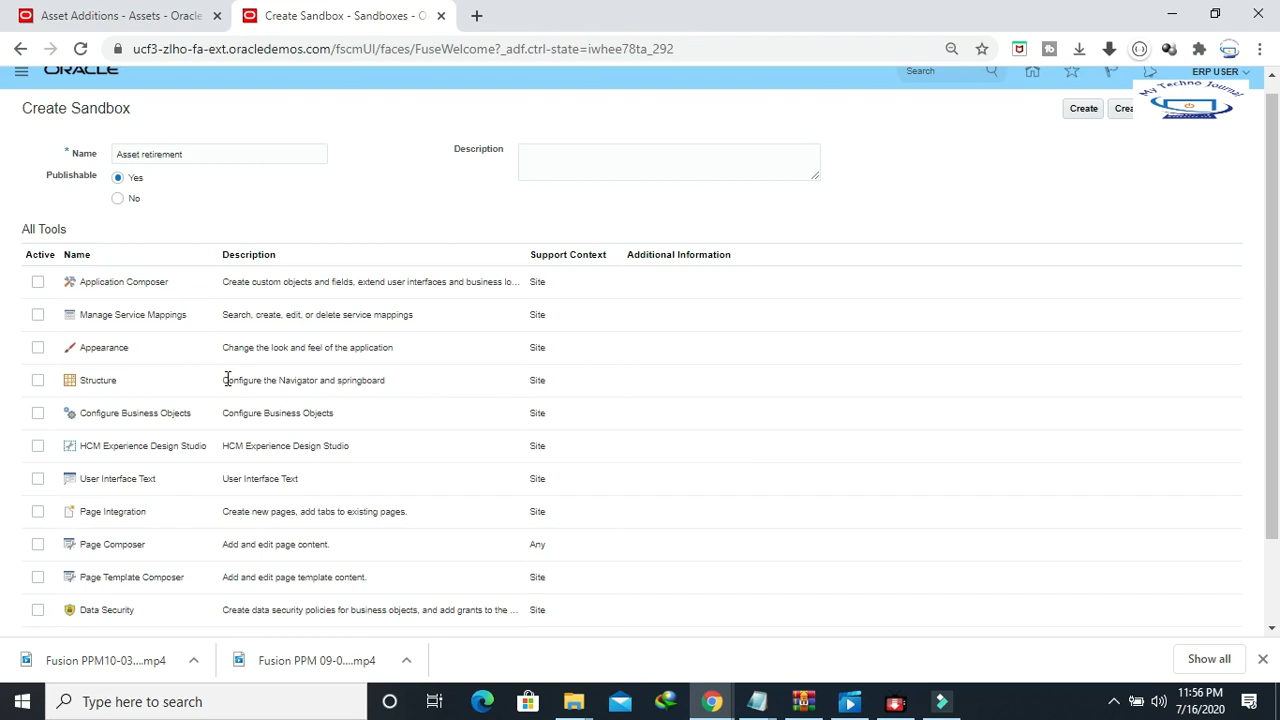 Asset Additions - Assets - Oracle
Create Sandbox - Sandboxes - O
ucf3-zlho-fa-ext.oracledemos.com/fscmUI/faces/FuseWelcome?_adf.ctrl-state=iwhee78ta_292
ORACLE
Search
ERP USER
My Techno Journal
Create Sandbox
Create
Crea
* Name
Asset retirement
Description
Publishable
Yes
No
All Tools
Active Name Description Support Context Additional Information
Application Composer Create custom objects and fields, extend user interfaces and business lo... Site
Manage Service Mappings Search, create, edit, or delete service mappings Site
Appearance Change the look and feel of the application Site
Structure Configure the Navigator and springboard Site
Configure Business Objects Configure Business Objects Site
HCM Experience Design Studio HCM Experience Design Studio Site
User Interface Text User Interface Text Site
Page Integration Create new pages, add tabs to existing pages. Site
Page Composer Add and edit page content. Any
Page Template Composer Add and edit page template content. Site
Data Security Create data security policies for business objects, and add grants to the ... Site
Fusion PPM10-03....mp4
Fusion PPM 09-0....mp4
Show all
Type here to search
11:56 PM
7/16/2020